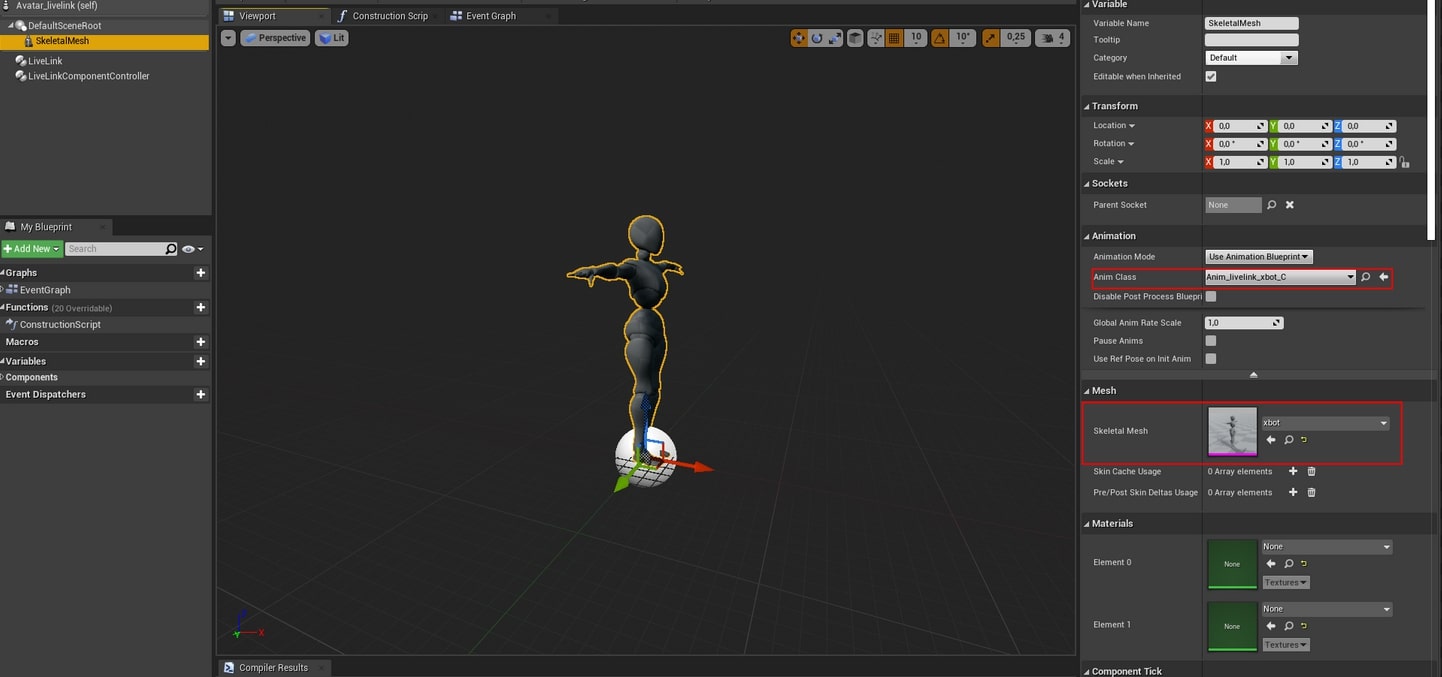 Avatar_livelink (self)
DefaultSceneRoot
SkeletalMesh
LiveLink
LiveLinkComponentController
My Blueprint
Add New
Search
Graphs
EventGraph
Functions (20 Overridable)
ConstructionScript
Macros
Variables
Components
Event Dispatchers
Viewport
Construction Scrip
Event Graph
Perspective
Lit
10
10°
0,25
4
X
Compiler Results
Variable
Variable Name SkeletalMesh
Tooltip
Category Default
Editable when Inherited
Transform
Location X 0,0 Y 0,0 Z 0,0
Rotation X 0,0 ° Y 0,0 ° Z 0,0 °
Scale X 1,0 Y 1,0 Z 1,0
Sockets
Parent Socket None
Animation
Animation Mode Use Animation Blueprint
Anim Class Anim_livelink_xbot_C
Disable Post Process Bluepri
Global Anim Rate Scale 1,0
Pause Anims
Use Ref Pose on Init Anim
Mesh
Skeletal Mesh xbot
Skin Cache Usage 0 Array elements
Pre/Post Skin Deltas Usage 0 Array elements
Materials
Element 0 None None
Textures
Element 1 None None
Textures
Component Tick